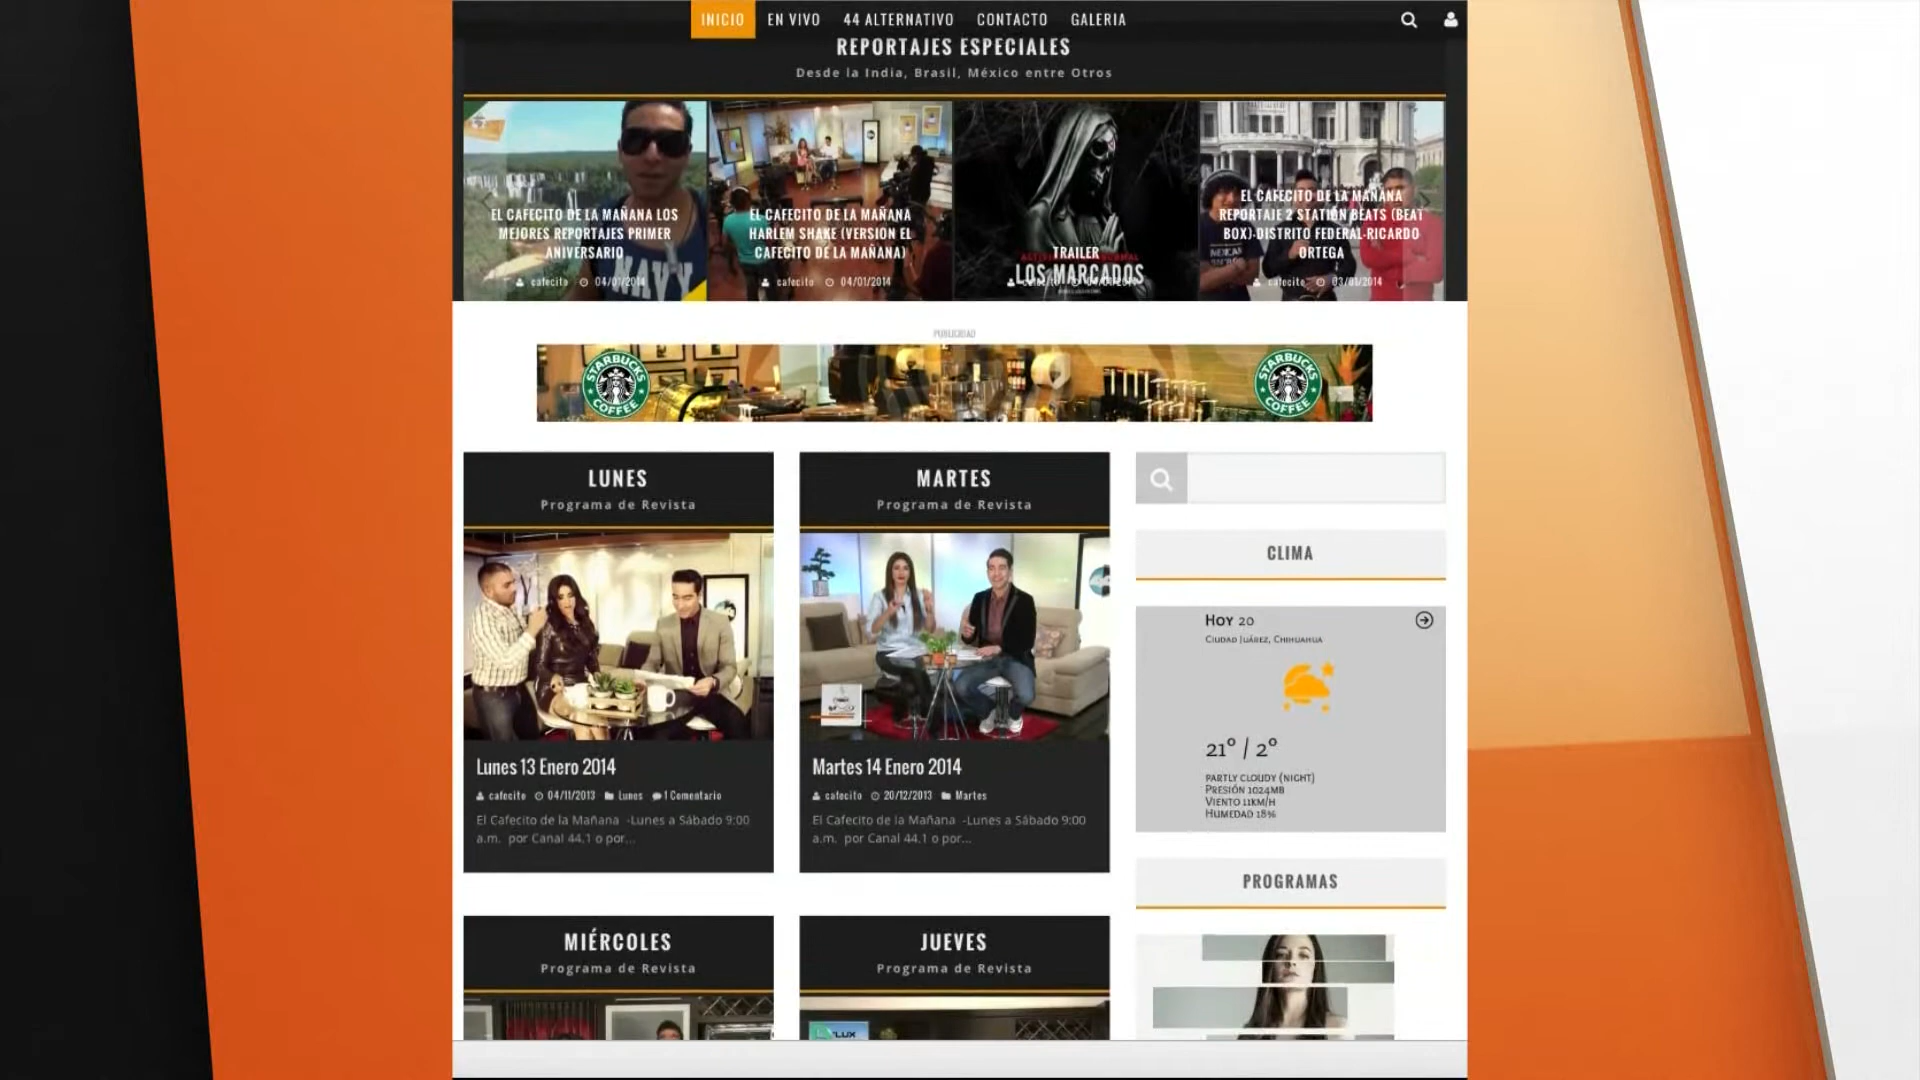 INICIO EN VIVO 44 ALTERNATIVO CONTACTO GALERIA
REPORTAJES ESPECIALES
Desde la India, Brasil, México entre Otros
EL CAFECITO DE LA MAÑANA LOS
MEJORES REPORTAJES PRIMER
ANIVERSARIO
cafecito 04/01/2014
NAVY
EL CAFECITO DE LA MAÑANA
HARLEM SHAKE (VERSION EL
CAFECITO DE LA MAÑANA)
cafecito 04/01/2014
TRAILER
LOS MARCADOS
EL CAFECITO DE LA MAÑANA
REPORTAJE 2 STATION BEATS (BEAT
BOX)-DISTRITO FEDERAL-RICARDO
ORTEGA
cafecito 03/01/2014
PUBLICIDAD
STARBUCKS
COFFEE
STARBUCKS
COFFEE
LUNES
Programa de Revista
Lunes 13 Enero 2014
cafecito 04/11/2013 Lunes 1 Comentario
El Cafecito de la Mañana -Lunes a Sábado 9:00
a.m. por Canal 44.1 o por...
MARTES
Programa de Revista
Martes 14 Enero 2014
cafecito 20/12/2013 Martes
El Cafecito de la Mañana -Lunes a Sábado 9:00
a.m. por Canal 44.1 o por...
CLIMA
Hoy 20
Ciudad Juárez, Chihuahua
21° / 2°
PARTLY CLOUDY (NIGHT)
PRESIÓN 1024MB
VIENTO 11KM/H
HUMEDAD 18%
PROGRAMAS
MIÉRCOLES
Programa de Revista
JUEVES
Programa de Revista